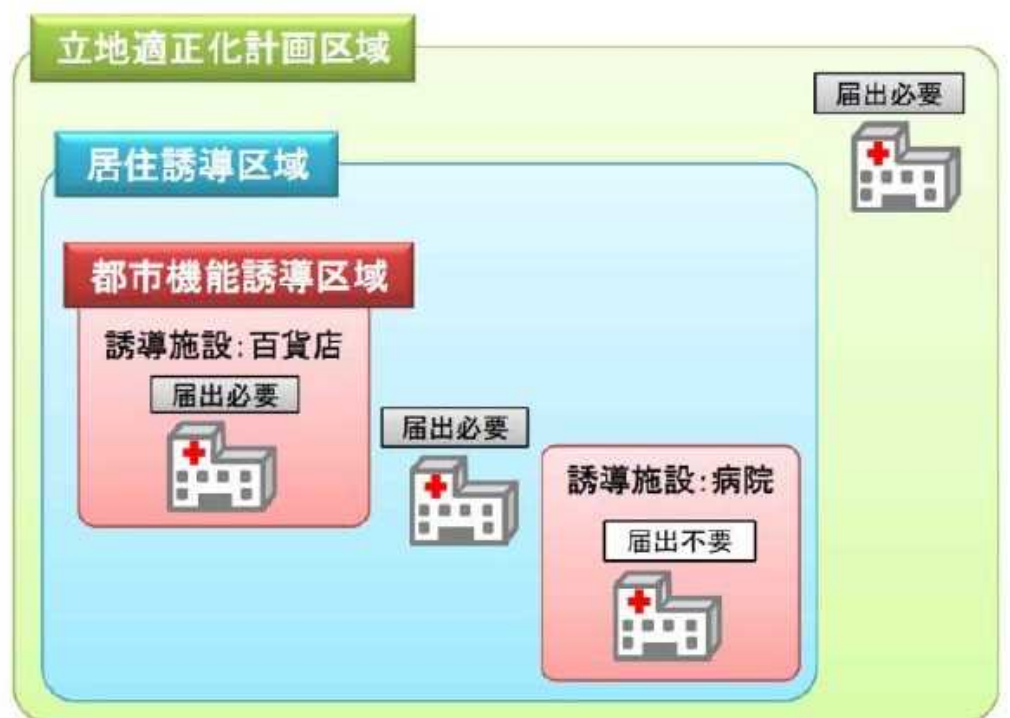 立地適正化計画区域
届出必要
居住誘導区域
都市機能誘導区域
誘導施設:百貨店
届出必要
届出必要
誘導施設:病院
届出不要